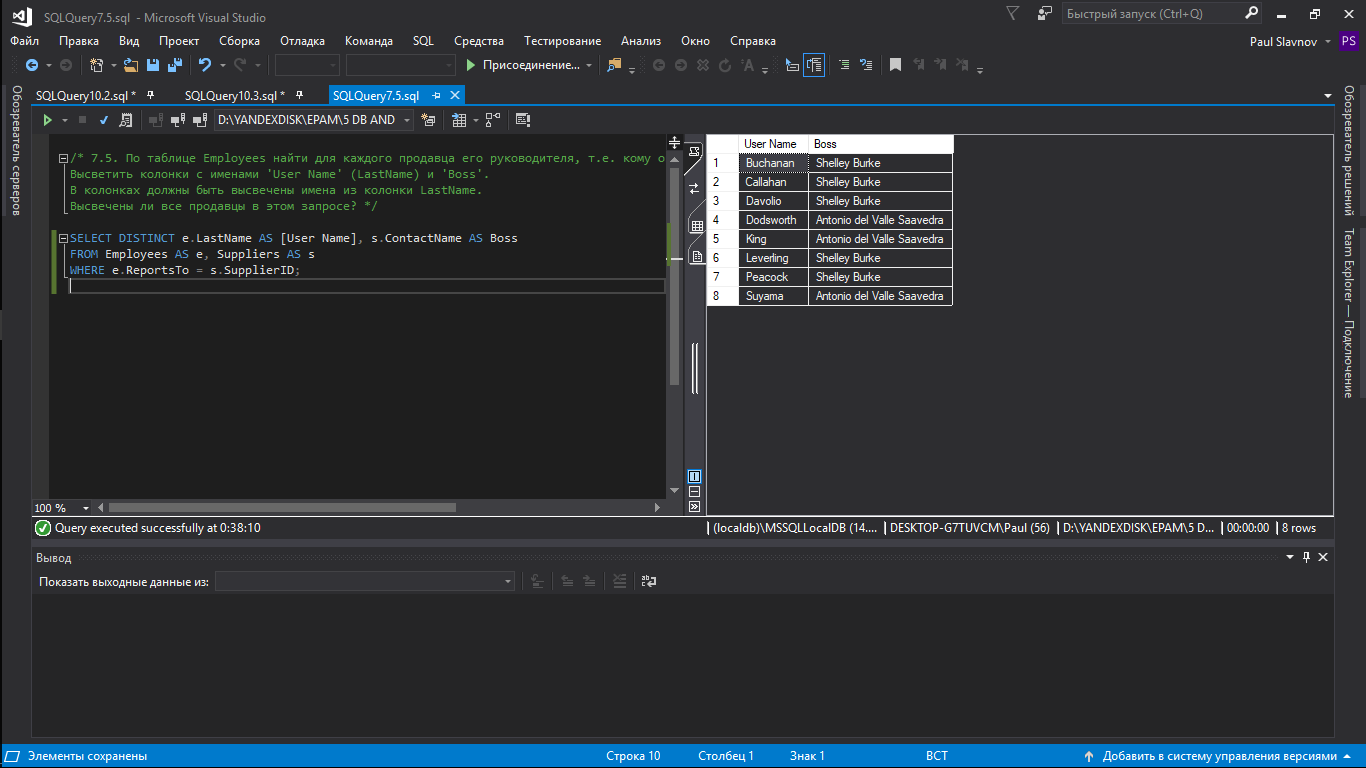 SQLQuery7.5.sql - Microsoft Visual Studio
Быстрый запуск (Ctrl+Q)
Файл Правка Вид Проект Сборка Отладка Команда SQL Средства Тестирование Анализ Окно Справка
Paul Slavnov PS
Присоединение...
SQLQuery10.2.sql * SQLQuery10.3.sql * SQLQuery7.5.sql
D:\YANDEXDISK\EPAM\5 DB AND
Обозреватель серверов
/* 7.5. По таблице Employees найти для каждого продавца его руководителя, т.е. кому о
Высветить колонки с именами 'User Name' (LastName) и 'Boss'.
В колонках должны быть высвечены имена из колонки LastName.
Высвечены ли все продавцы в этом запросе? */
SELECT DISTINCT e.LastName AS [User Name], s.ContactName AS Boss
FROM Employees AS e, Suppliers AS s
WHERE e.ReportsTo = s.SupplierID;
User Name Boss
1 Buchanan Shelley Burke
2 Callahan Shelley Burke
3 Davolio Shelley Burke
4 Dodsworth Antonio del Valle Saavedra
5 King Antonio del Valle Saavedra
6 Leverling Shelley Burke
7 Peacock Shelley Burke
8 Suyama Antonio del Valle Saavedra
Обозреватель решений
Team Explorer — Подключение
100 %
Query executed successfully at 0:38:10
(localdb)\MSSQLLocalDB (14.... DESKTOP-G7TUVCM\Paul (56) D:\YANDEXDISK\EPAM\5 D... 00:00:00 8 rows
Вывод
Показать выходные данные из:
Элементы сохранены
Строка 10 Столбец 1 Знак 1 ВСТ
Добавить в систему управления версиями